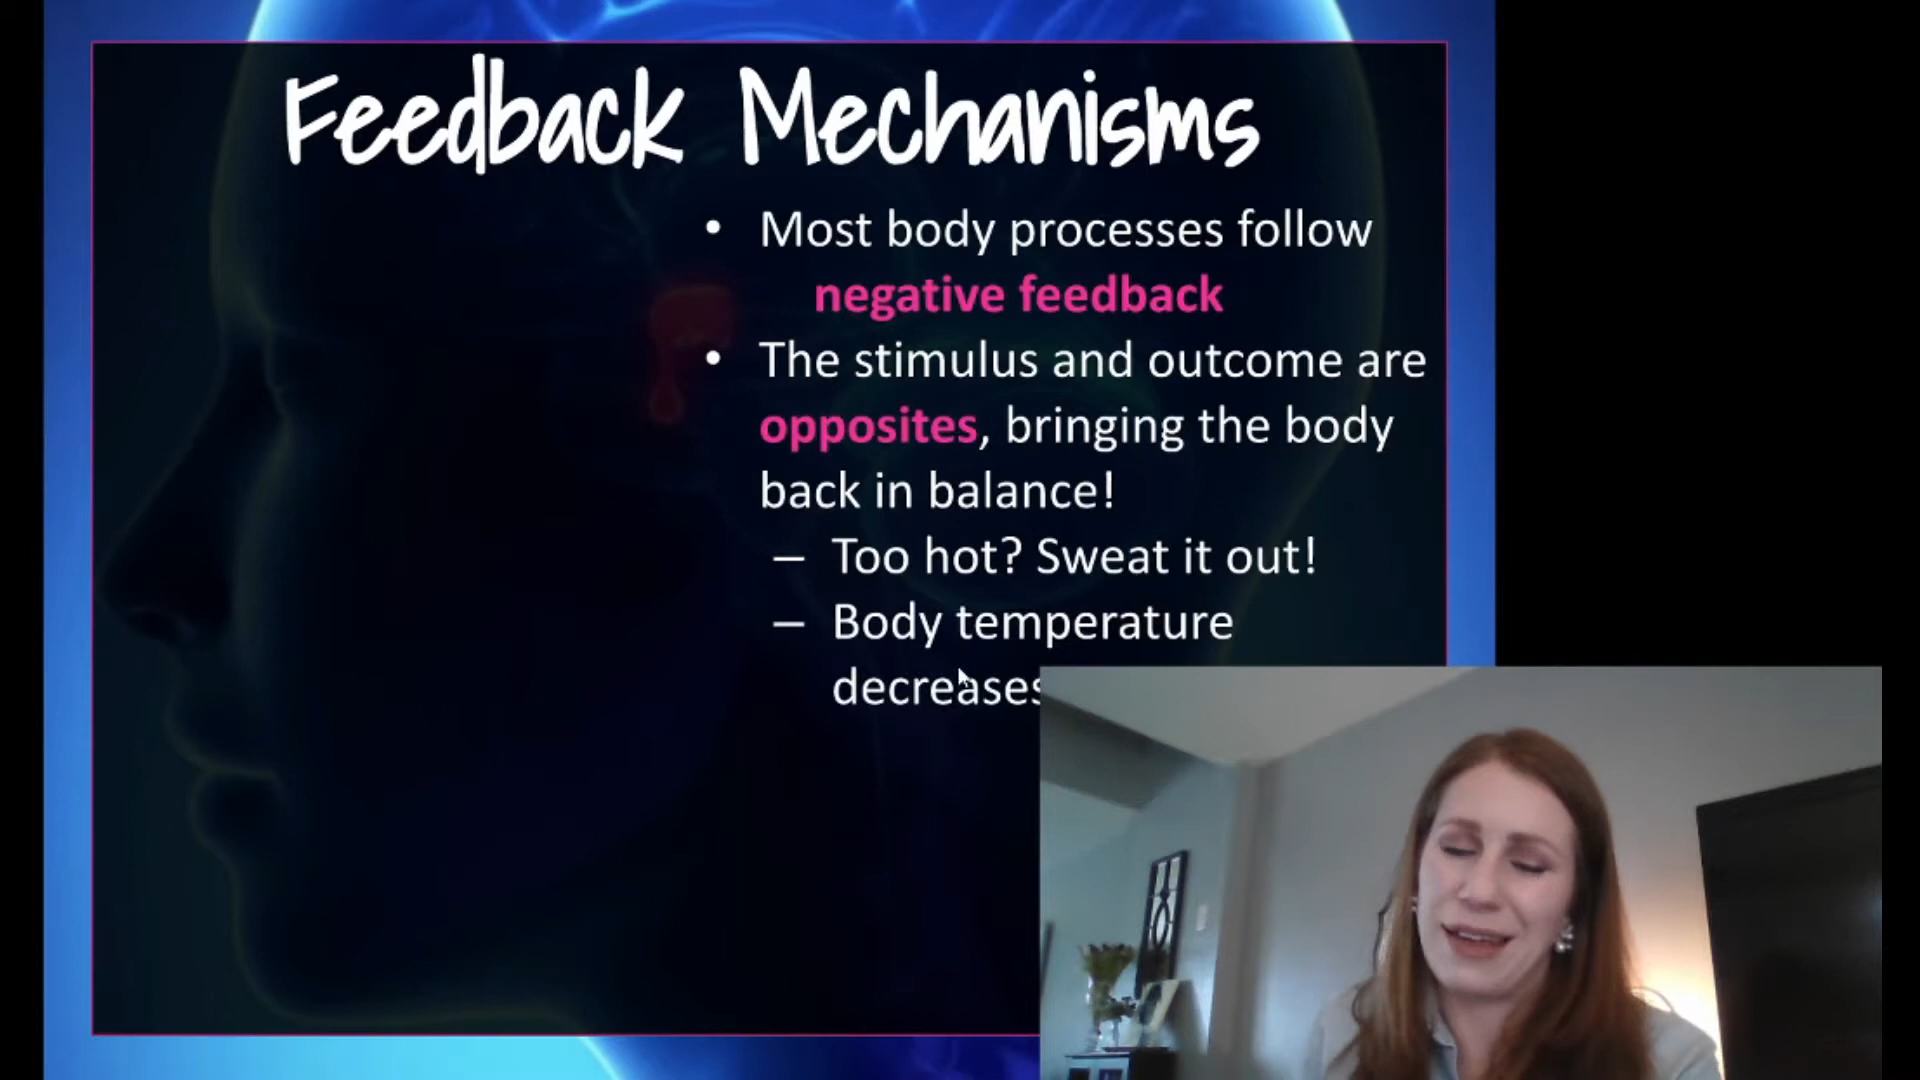 Feedback Mechanisms
• Most body processes follow
negative feedback
• The stimulus and outcome are
opposites, bringing the body
back in balance!
– Too hot? Sweat it out!
– Body temperature
decreases